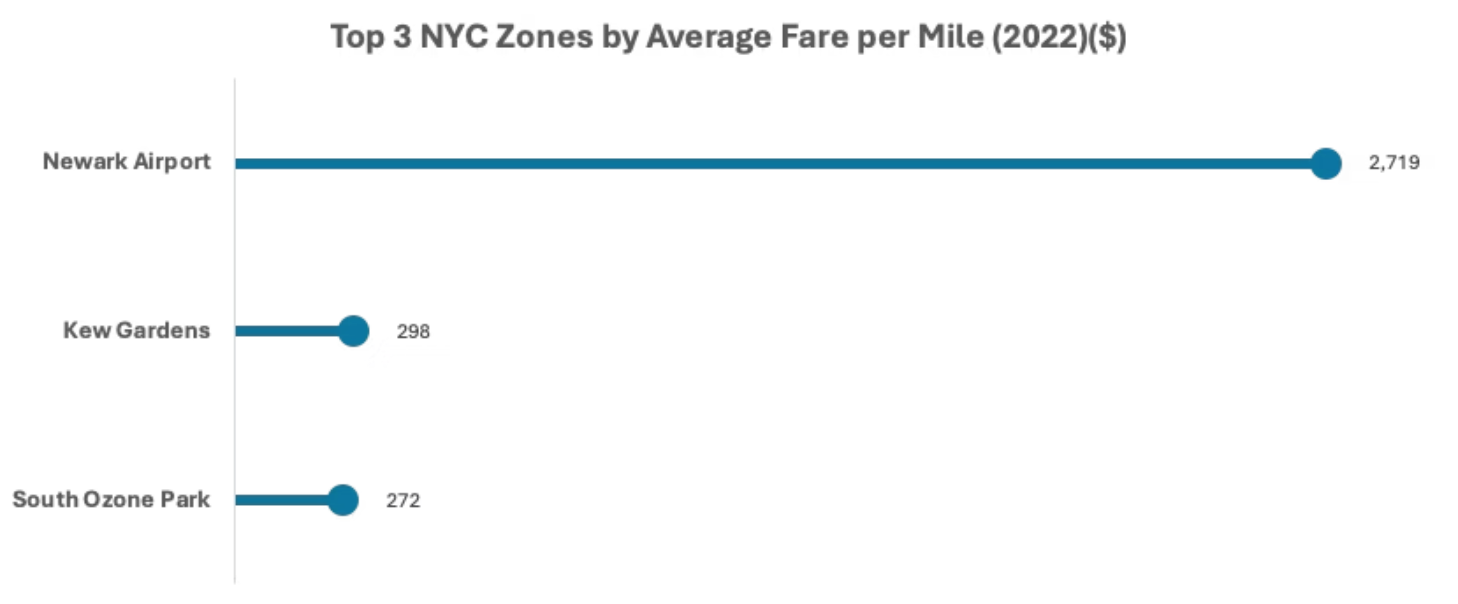 Top 3 NYC Zones by Average Fare per Mile (2022)($)
Newark Airport 2,719
Kew Gardens 298
South Ozone Park 272